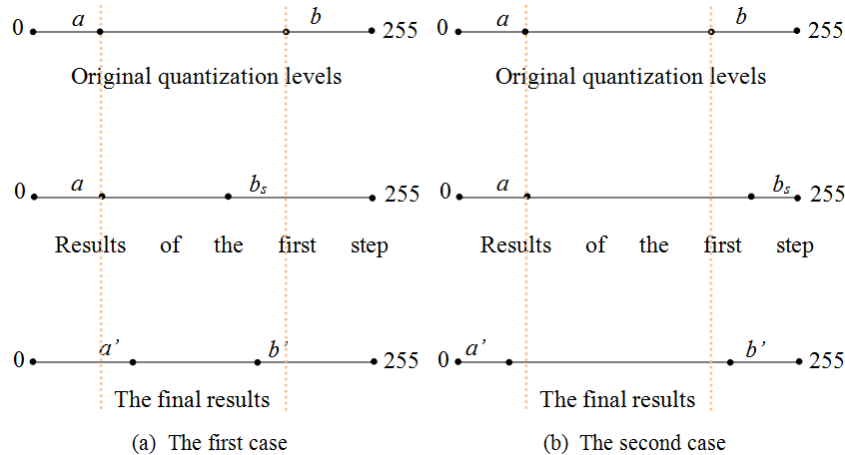 0 a b 255
Original quantization levels
0 a bs 255
Results of the first step
0 a’ b’ 255
The final results
(a) The first case
0 a b 255
Original quantization levels
0 a bs 255
Results of the first step
0 a’ b’ 255
The final results
(b) The second case